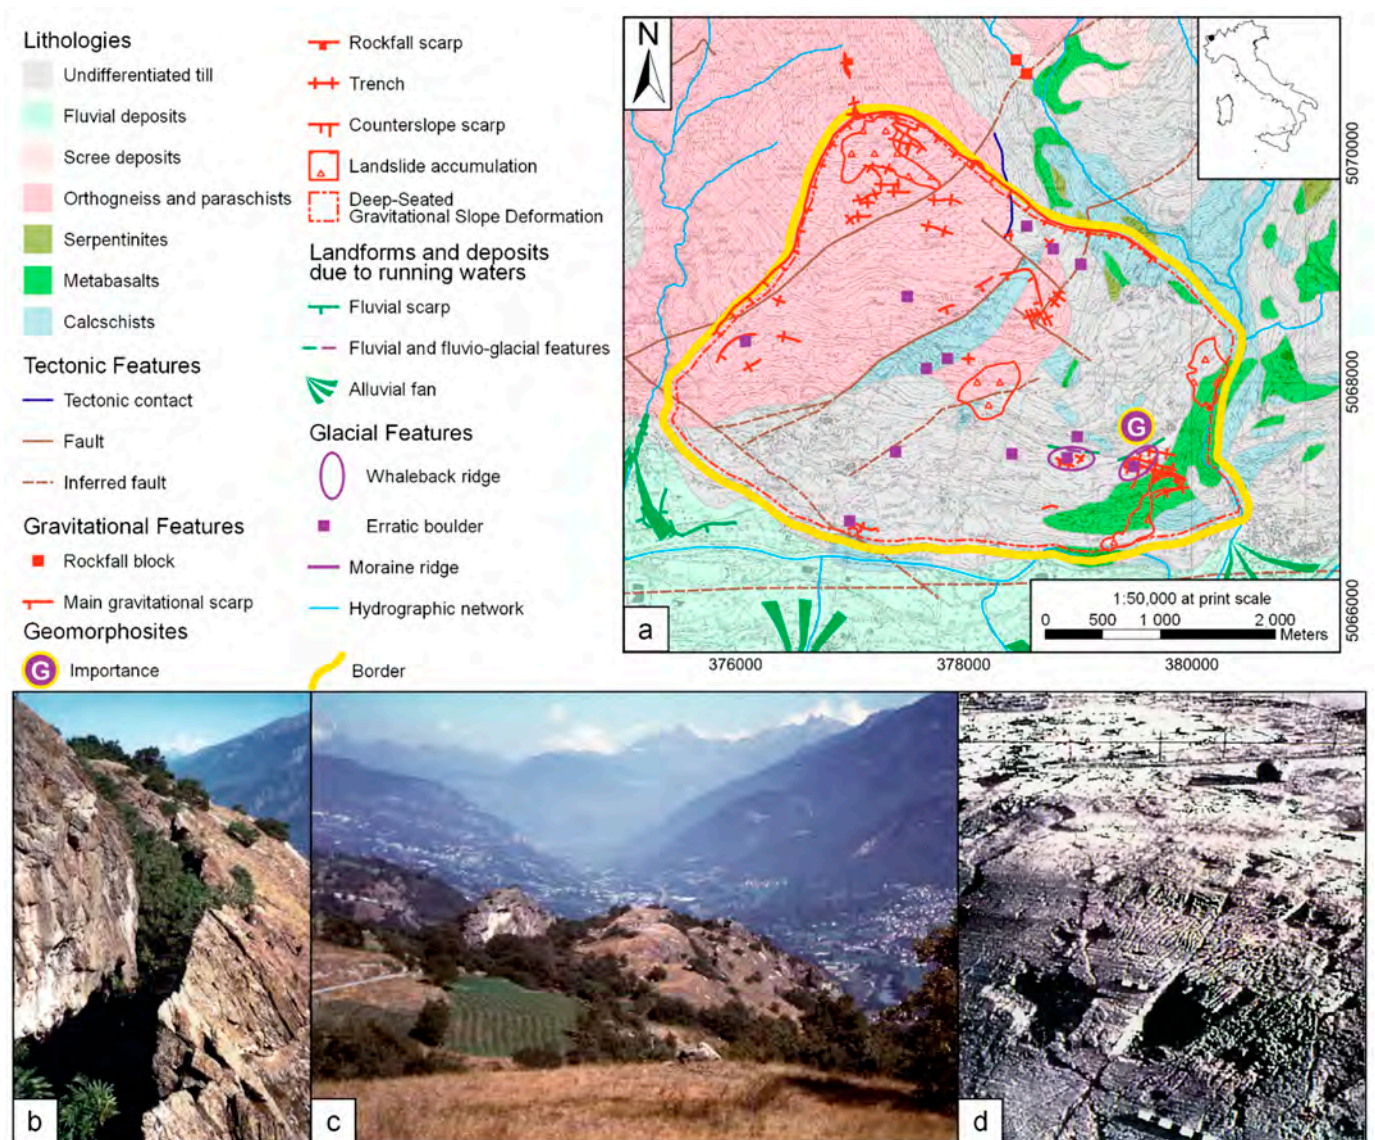 Lithologies
Undifferentiated till
Fluvial deposits
Scree deposits
Orthogneiss and paraschists
Serpentinites
Metabasalts
Calcschists
Tectonic Features
Tectonic contact
Fault
Inferred fault
Gravitational Features
Rockfall block
Main gravitational scarp
Geomorphosites
G Importance
Rockfall scarp
Trench
Counterslope scarp
Landslide accumulation
Deep-Seated
Gravitational Slope Deformation
Landforms and deposits
due to running waters
Fluvial scarp
Fluvial and fluvio-glacial features
Alluvial fan
Glacial Features
Whaleback ridge
Erratic boulder
Moraine ridge
Hydrographic network
Border
N
G
a
1:50,000 at print scale
0 500 1 000 2 000
Meters
376000 378000 380000
5070000
5068000
5066000
b
c
d